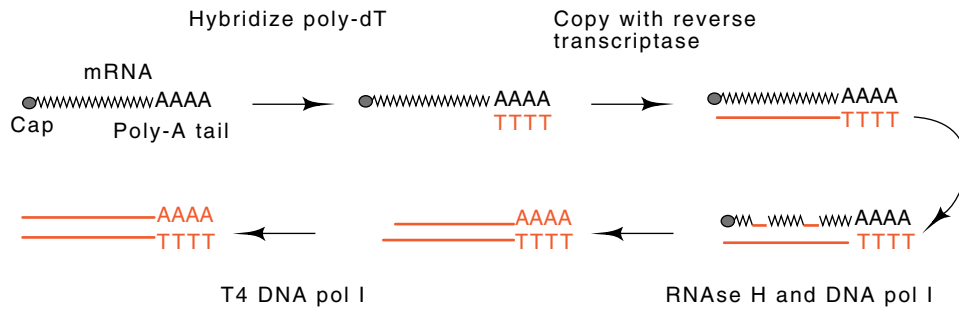 Hybridize poly-dT
Copy with reverse
transcriptase
mRNA
AAAA
Cap
Poly-A tail
AAAA
TTTT
AAAA
TTTT
AAAA
TTTT
AAAA
TTTT
AAAA
TTTT
T4 DNA pol I
RNAse H and DNA pol I